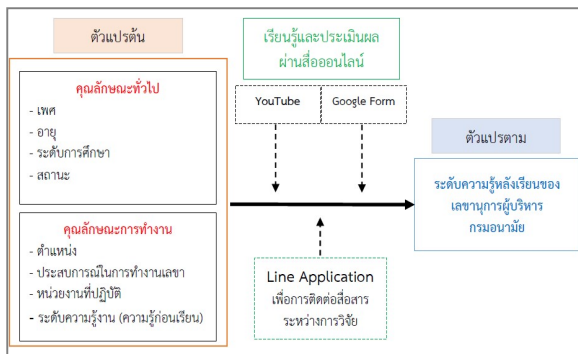 ตัวแปรต้น
คุณลักษณะทั่วไป
- เพศ
- อายุ
- ระดับการศึกษา
- สถานะ
คุณลักษณะการทำงาน
- ตำแหน่ง
- ประสบการณ์ในการทำงานเลขา
- หน่วยงานที่ปฏิบัติ
- ระดับความรู้งาน (ความรู้ก่อนเรียน)
เรียนรู้และประเมินผล
ผ่านสื่อออนไลน์
YouTube
Google Form
Line Application
เพื่อการติดต่อสื่อสาร
ระหว่างการวิจัย
ตัวแปรตาม
ระดับความรู้หลังเรียนของ
เลขานุการผู้บริหาร
กรมอนามัย